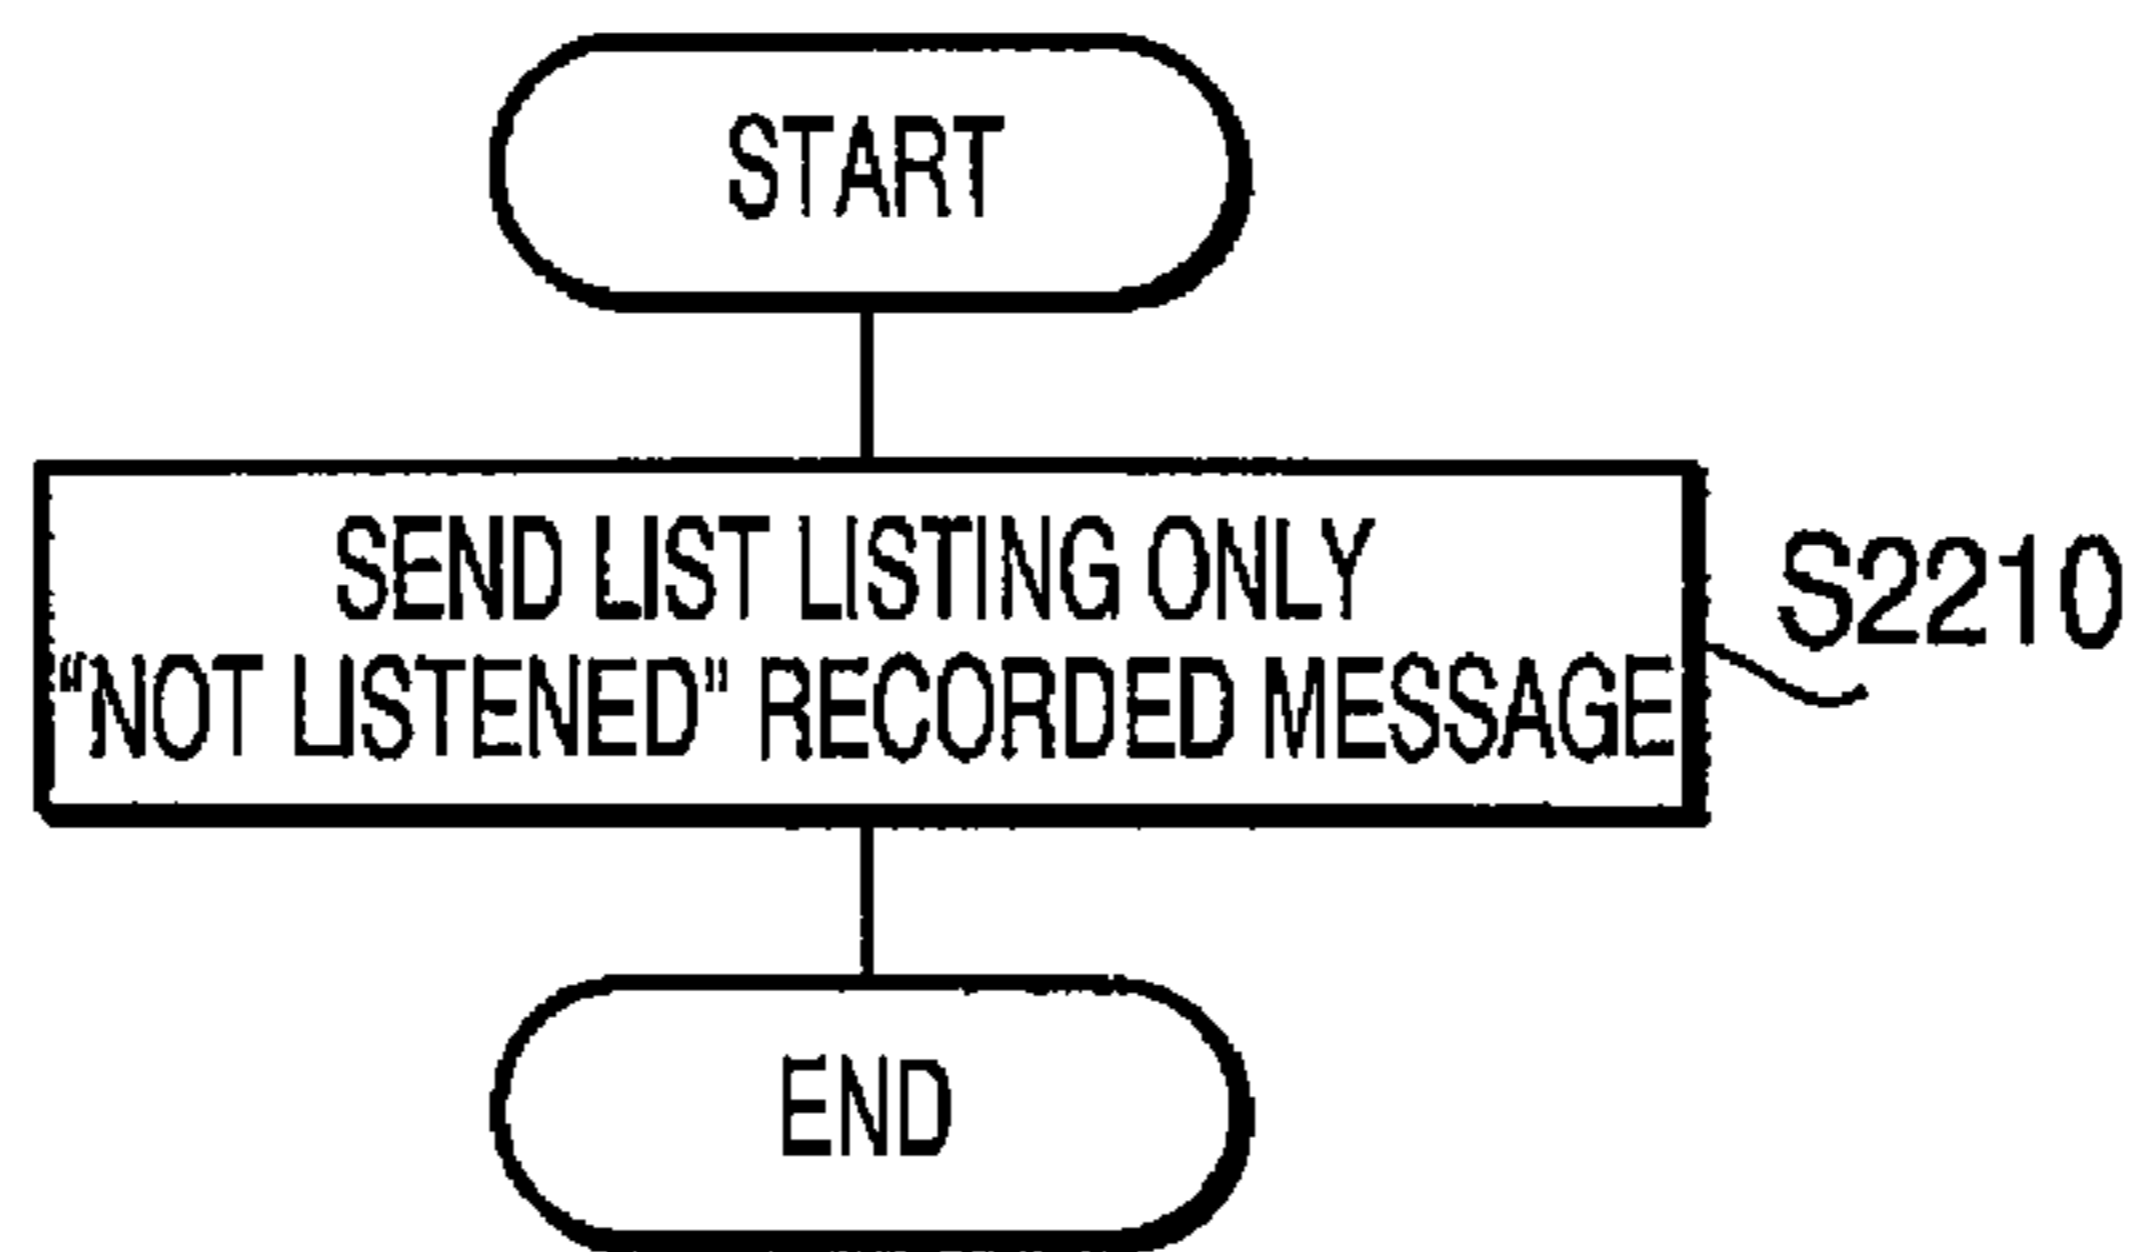 START
SEND LIST LISTING ONLY
“NOT LISTENED” RECORDED MESSAGE
S2210
END